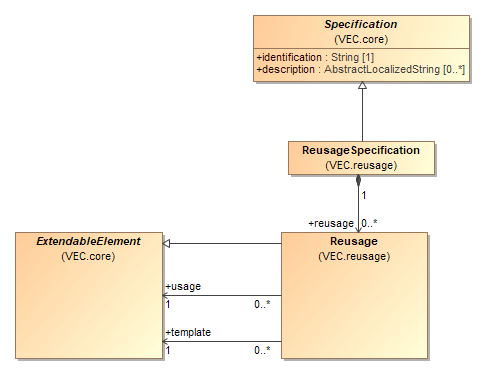 Specification
(VEC.core)
+identification : String [1]
+description : AbstractLocalizedString [0..*]
ReusageSpecification
(VEC.reusage)
1
+reusage 0..*
ExtendableElement
(VEC.core)
Reusage
(VEC.reusage)
+usage
1 0..*
+template
1 0..*